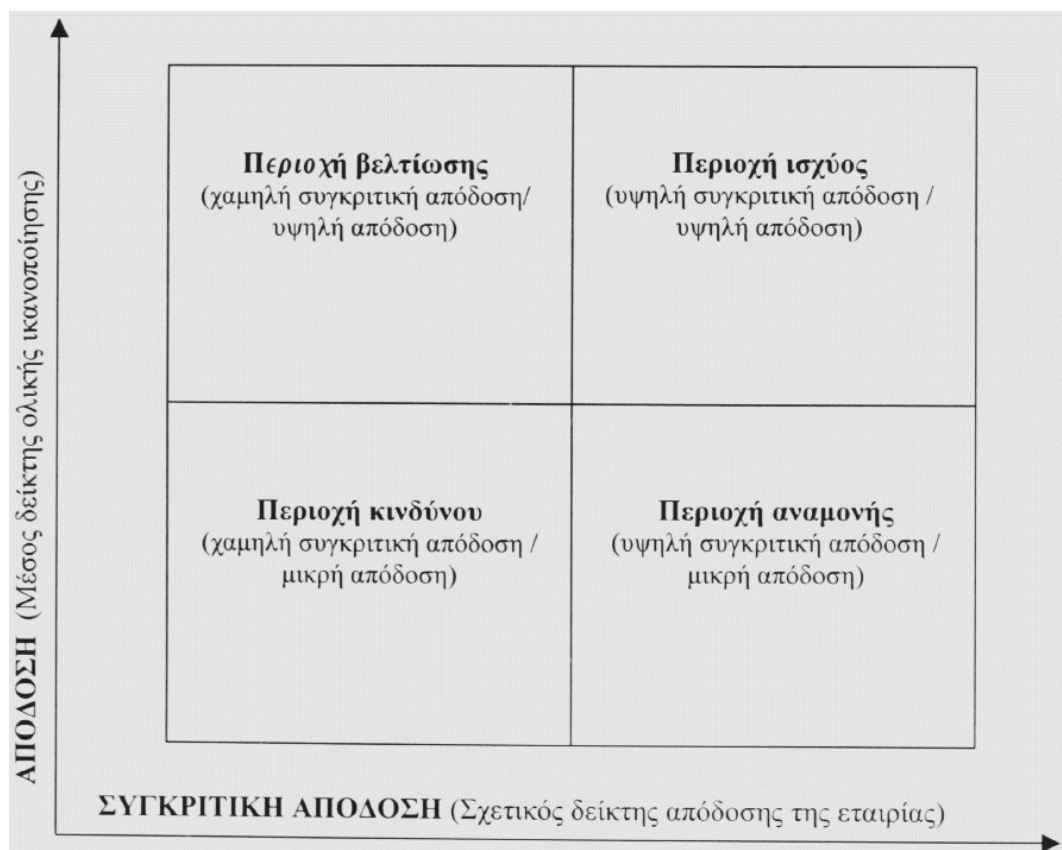 ΑΠΟΔΟΣΗ (Μέσος δείκτης ολικής ικανοποίησης)
Περιοχή βελτίωσης
(χαμηλή συγκριτική απόδοση/
υψηλή απόδοση)
Περιοχή ισχύος
(υψηλή συγκριτική απόδοση /
υψηλή απόδοση)
Περιοχή κινδύνου
(χαμηλή συγκριτική απόδοση /
μικρή απόδοση)
Περιοχή αναμονής
(υψηλή συγκριτική απόδοση /
μικρή απόδοση)
ΣΥΓΚΡΙΤΙΚΗ ΑΠΟΔΟΣΗ (Σχετικός δείκτης απόδοσης της εταιρίας)